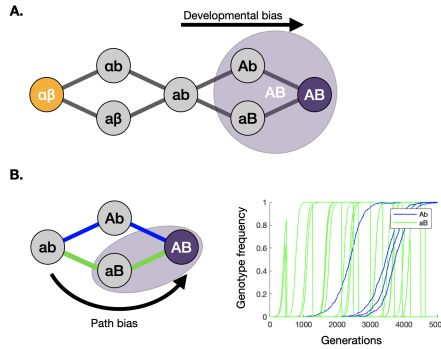 A.
Developmental bias
αb
Ab
αβ
ab
AB
AB
aβ
aB
B.
Ab
ab
AB
aB
Path bias
Genotype frequency
1
0.8
0.6
0.4
0.2
0
Ab
aB
0
1000
2000
3000
4000
5000
Generations